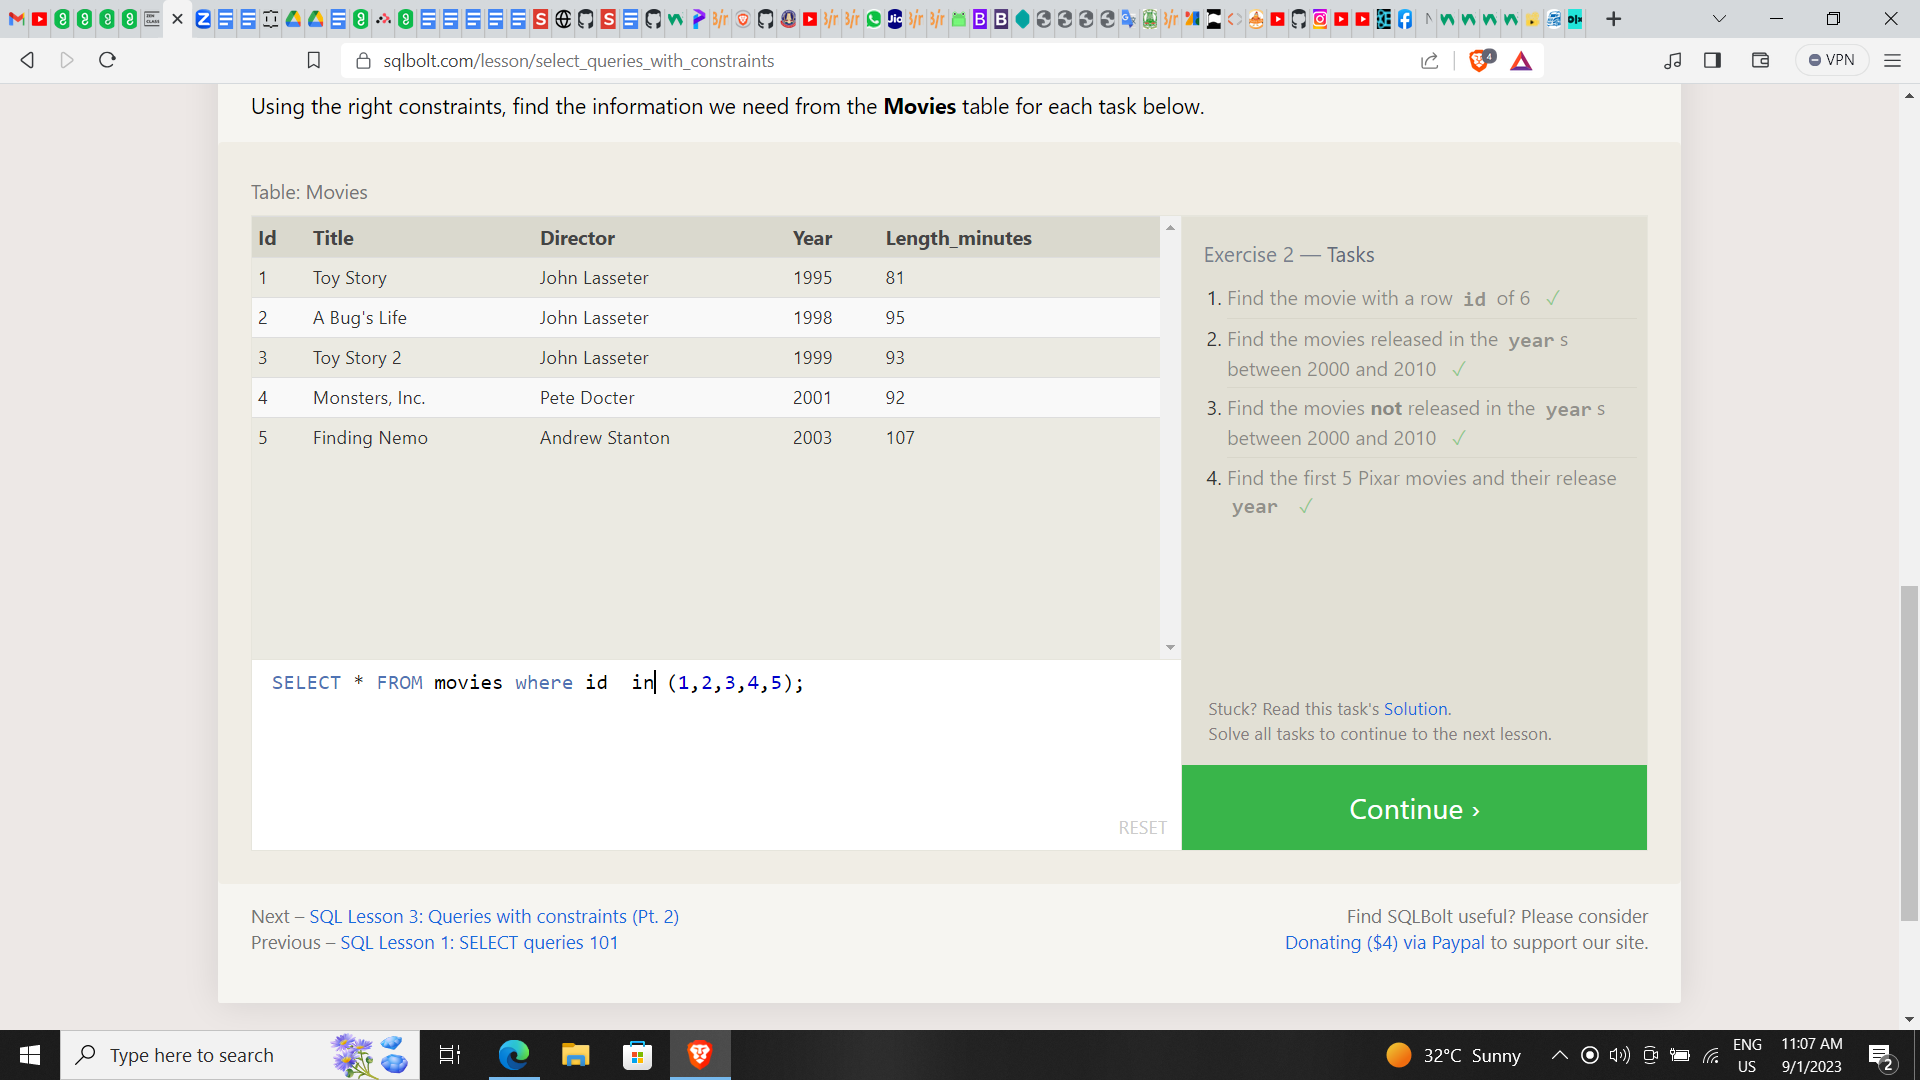 sqlbolt.com/lesson/select_queries_with_constraints
4
VPN
Using the right constraints, find the information we need from the Movies table for each task below.
Table: Movies
Id Title Director Year Length_minutes
1 Toy Story John Lasseter 1995 81
2 A Bug's Life John Lasseter 1998 95
3 Toy Story 2 John Lasseter 1999 93
4 Monsters, Inc. Pete Docter 2001 92
5 Finding Nemo Andrew Stanton 2003 107
Exercise 2 — Tasks
1. Find the movie with a row id of 6 ✓
2. Find the movies released in the year s
between 2000 and 2010 ✓
3. Find the movies not released in the year s
between 2000 and 2010 ✓
4. Find the first 5 Pixar movies and their release
year ✓
SELECT * FROM movies where id  in (1,2,3,4,5);
RESET
Stuck? Read this task's Solution.
Solve all tasks to continue to the next lesson.
Continue ›
Next – SQL Lesson 3: Queries with constraints (Pt. 2)
Previous – SQL Lesson 1: SELECT queries 101
Find SQLBolt useful? Please consider
Donating ($4) via Paypal to support our site.
Type here to search
32°C Sunny
ENG
US
11:07 AM
9/1/2023
2